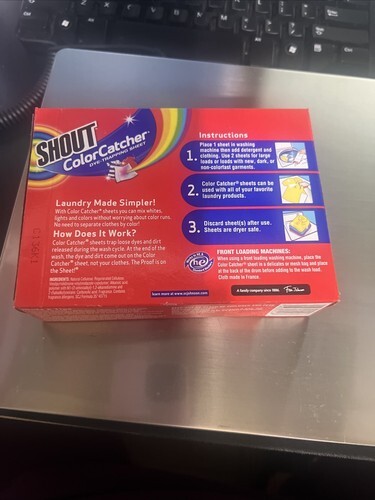 SHOUT
ColorCatcher®
DYE-TRAPPING SHEET
Laundry Made Simpler!
With Color Catcher® sheets you can mix whites,
lights and colors without worrying about color runs.
No need to separate clothes by color!
How Does It Work?
Color Catcher® sheets trap loose dyes and dirt
released during the wash cycle. At the end of the
wash, the dye and dirt come out on the Color
Catcher® sheet, not your clothes. The Proof is on
the Sheet!™
Instructions
1. Place 1 sheet in washing
machine then add detergent and
clothing. Use 2 sheets for large
loads or loads with new, dark, or
non-colorfast garments.
2. Color Catcher® sheets can be
used with all of your favorite
laundry products.
3. Discard sheet(s) after use.
Sheets are dryer safe.
he
FRONT LOADING MACHINES:
When using a front loading washing machine, place the
Color Catcher® sheet in a delicates or mesh bag and place
at the back of the drum before adding to the wash load.
Cloth made in France.
learn more at www.scjohnson.com
A family company since 1886.